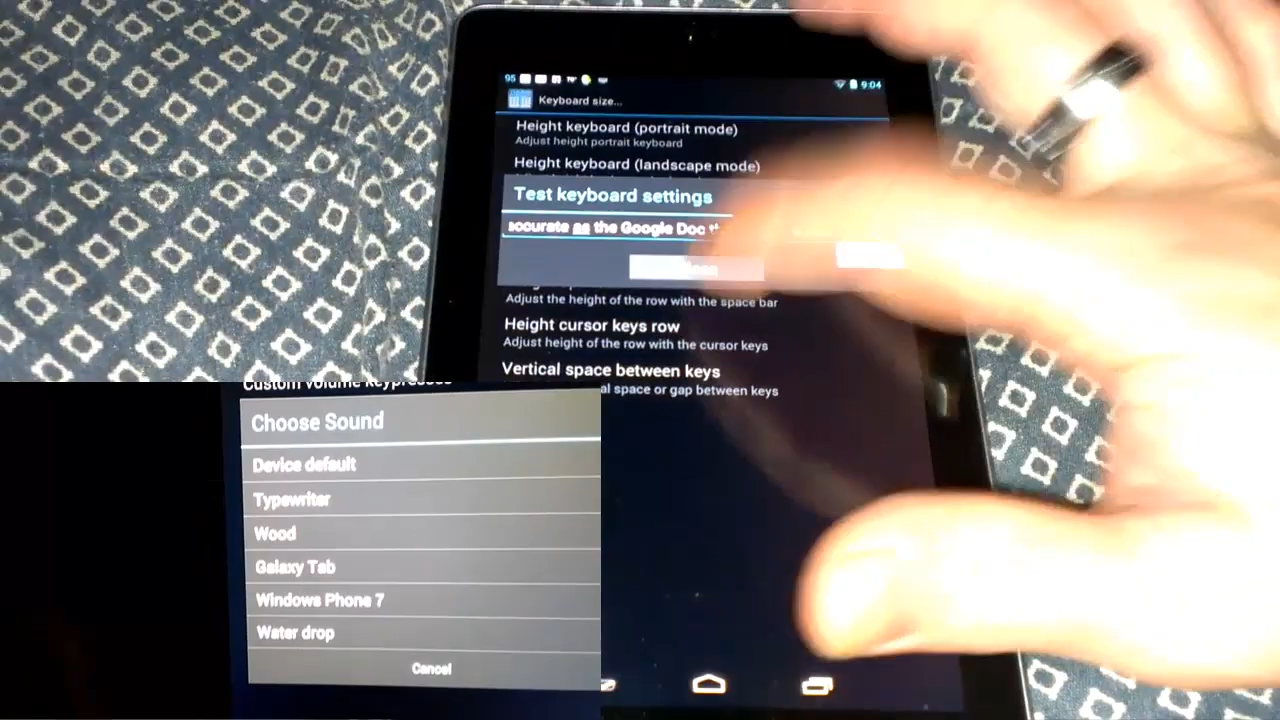 95
9:04
Keyboard size...
Height keyboard (portrait mode)
Adjust height portrait keyboard
Height keyboard (landscape mode)
Test keyboard settings
accurate as the Google Doc
Adjust the height of the row with the space bar
Height cursor keys row
Adjust height of the row with the cursor keys
Vertical space between keys
space or gap between keys
Custom volume keypresses
Choose Sound
Device default
Typewriter
Wood
Galaxy Tab
Windows Phone 7
Water drop
Cancel